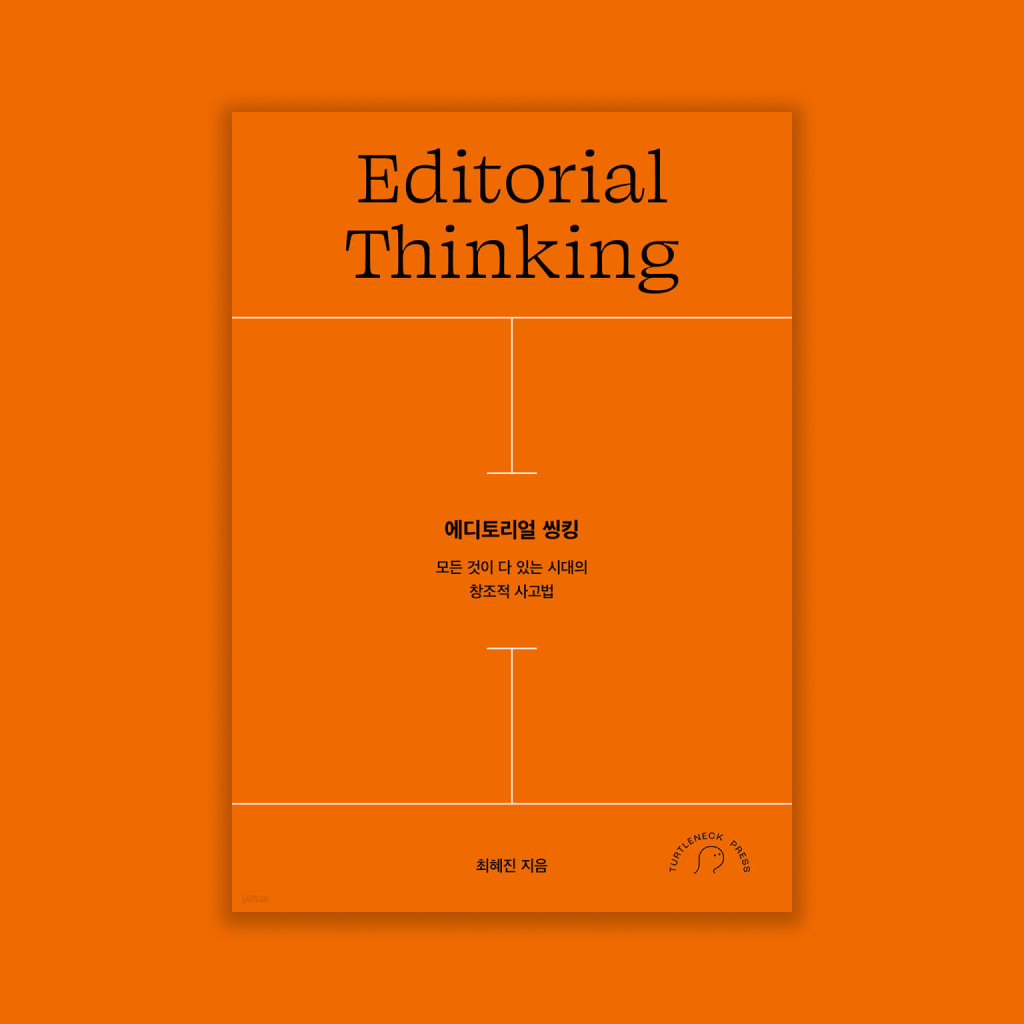 Editorial
Thinking
에디토리얼 씽킹
모든 것이 다 있는 시대의
창조적 사고법
최혜진 지음
TURTLENECK PRESS